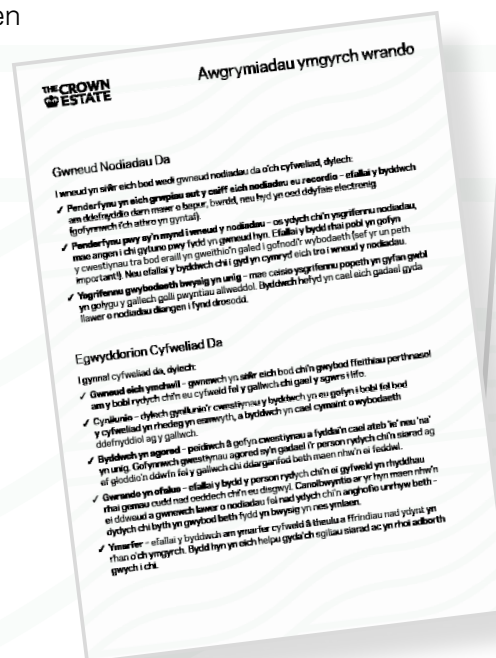 en
THE CROWN
ESTATE
Awgrymiadau ymgyrch wrando
Gwneud Nodiadau Da
I wneud yn siŵr eich bod wedi gwneud nodiadau da o'ch cyfweliad, dylech:
✓ Penderfynu yn eich grwpiau sut y caiff eich nodiadau eu recordio – efallai y byddwch
am ddefnyddio darn mawr o bapur, bwrdd, neu hyd yn oed ddyfais electronig
(gofynnwch i'ch athro yn gyntaf).
✓ Penderfynu pwy sy'n mynd i wneud y nodiadau – os ydych chi'n ysgrifennu nodiadau,
mae angen i chi gytuno pwy fydd yn gwneud hyn. Efallai y bydd rhai pobl yn gofyn
y cwestiynau tra bod eraill yn gweithio'n galed i gofnodi'r wybodaeth (sef yr un peth
important!). Neu efallai y byddwch chi i gyd yn cymryd eich tro i wneud y nodiadau.
✓ Ysgrifennu gwybodaeth bwysig yn unig – mae ceisio ysgrifennu popeth yn gyfan gwbl
yn golygu y gallech golli pwyntiau allweddol. Byddwch hefyd yn cael eich gadael gyda
llawer o nodiadau diangen i fynd drosodd.
Egwyddorion Cyfweliad Da
I gynnal cyfweliad da, dylech:
✓ Gwneud eich ymchwil – gwnewch yn siŵr eich bod chi'n gwybod ffeithiau perthnasol
am y bobl rydych chi'n eu cyfweld fel y gallwch chi gael y sgwrs i lifo.
✓ Cynllunio – dylech gynllunio'r cwestiynau y byddwch yn eu gofyn i bobl fel bod
y cyfweliad yn rhedeg yn esmwyth, a byddwch yn cael cymaint o wybodaeth
ddefnyddiol ag y gallwch.
✓ Byddwch yn agored – peidiwch â gofyn cwestiynau a fyddai'n cael ateb 'ie' neu 'na'
yn unig. Gofynnwch gwestiynau agored sy'n gadael i'r person rydych chi'n siarad ag
ef gloddio'n ddwfn fel y gallwch chi ddarganfod beth maen nhw'n ei feddwl.
✓ Gwrando yn ofalus – efallai y bydd y person rydych chi'n ei gyfweld yn rhyddhau
rhai gemau cudd nad oeddech chi'n eu disgwyl. Canolbwyntio ar yr hyn maen nhw'n
ei ddweud a gwnewch lawer o nodiadau fel nad ydych chi'n anghofio unrhyw beth –
dydych chi byth yn gwybod beth fydd yn bwysig yn nes ymlaen.
✓ Ymarfer – efallai y byddwch am ymarfer cyfweld â theulu a ffrindiau nad ydynt yn
rhan o'ch ymgyrch. Bydd hyn yn eich helpu gyda'ch sgiliau siarad ac yn rhoi adborth
gwych i chi.